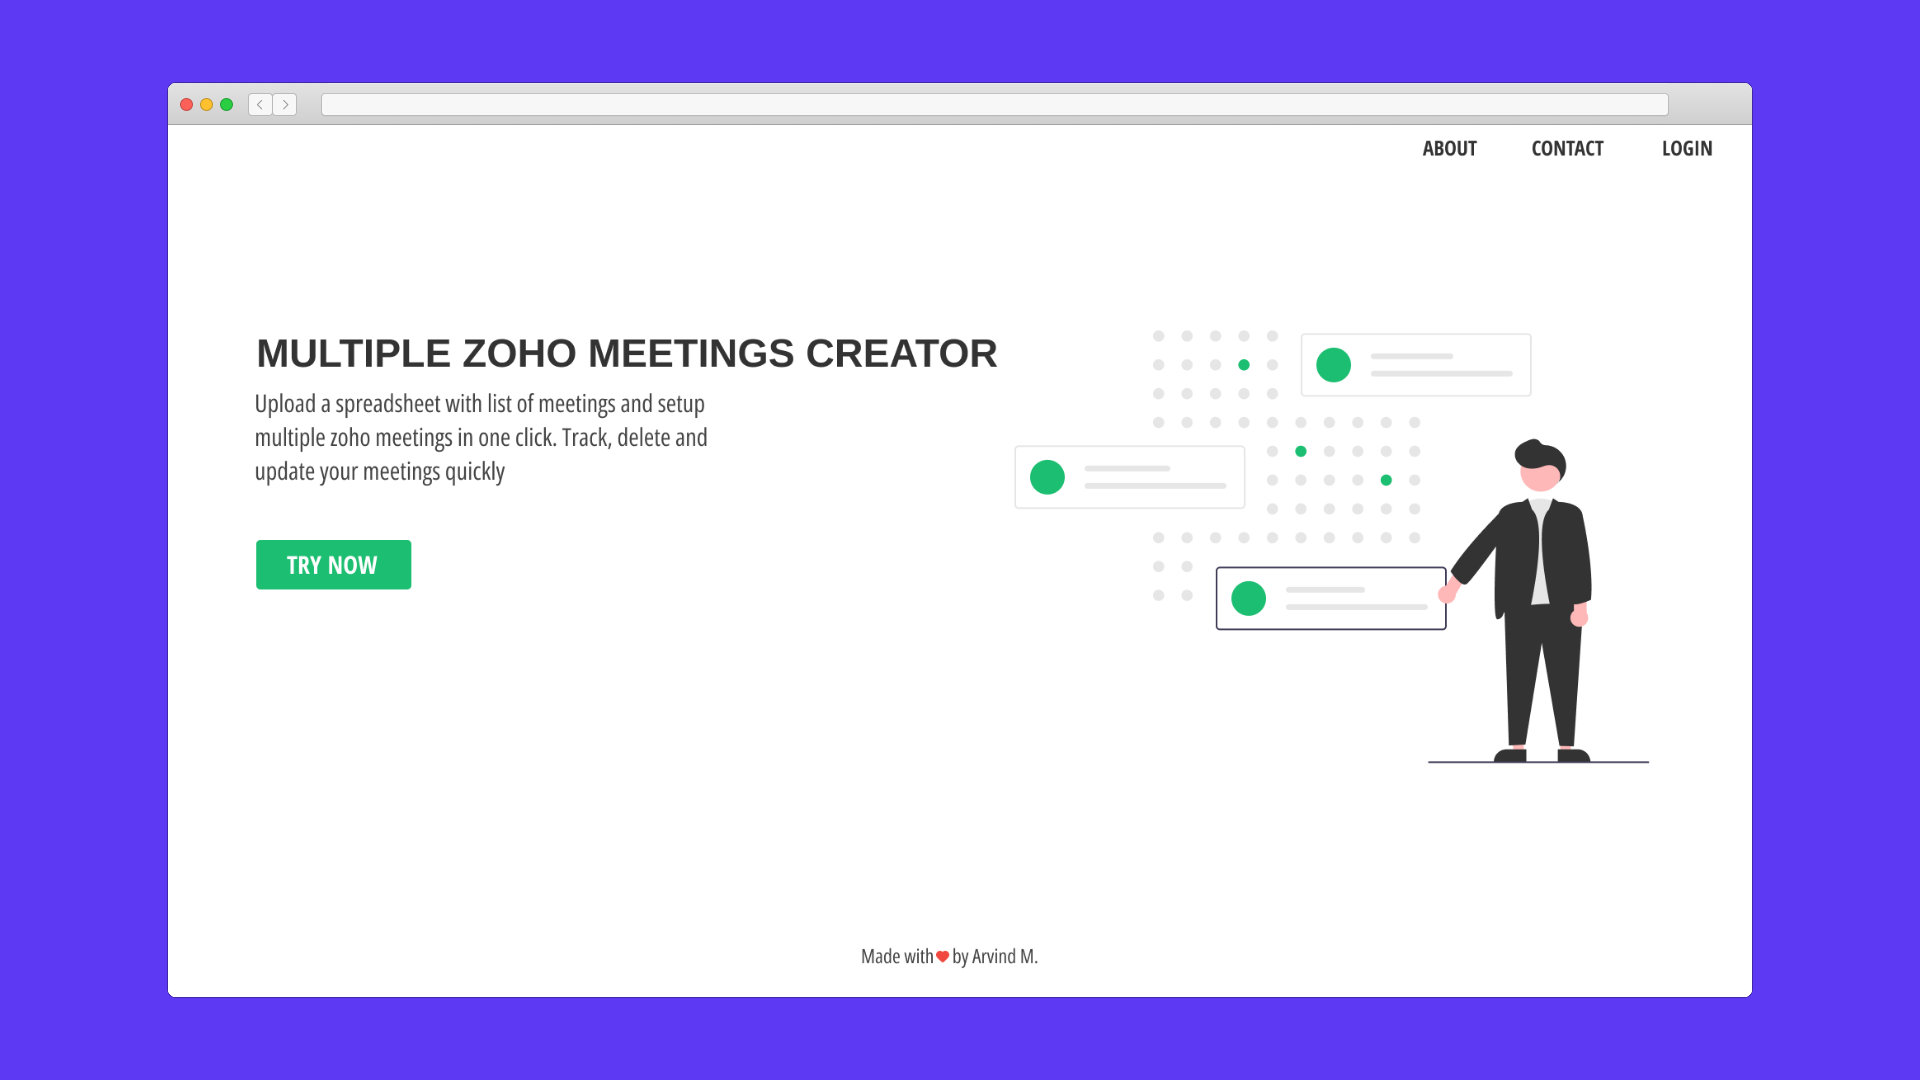 ABOUT CONTACT LOGIN
MULTIPLE ZOHO MEETINGS CREATOR
Upload a spreadsheet with list of meetings and setup
multiple zoho meetings in one click. Track, delete and
update your meetings quickly
TRY NOW
Made with❤by Arvind M.